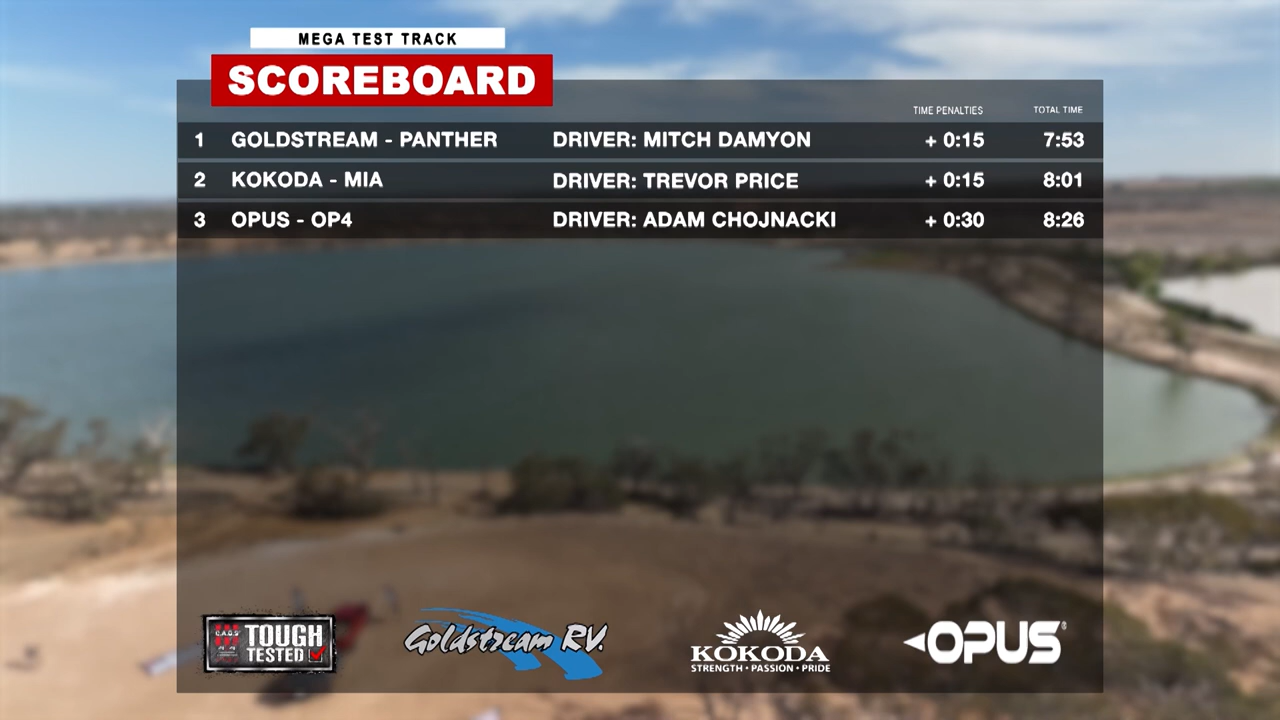 MEGA TEST TRACK
SCOREBOARD
TIME PENALTIES TOTAL TIME
1 GOLDSTREAM - PANTHER DRIVER: MITCH DAMYON + 0:15 7:53
2 KOKODA - MIA DRIVER: TREVOR PRICE + 0:15 8:01
3 OPUS - OP4 DRIVER: ADAM CHOJNACKI + 0:30 8:26
TOUGH
TESTED
Goldstream RV.
KOKODA
STRENGTH • PASSION • PRIDE
OPUS®